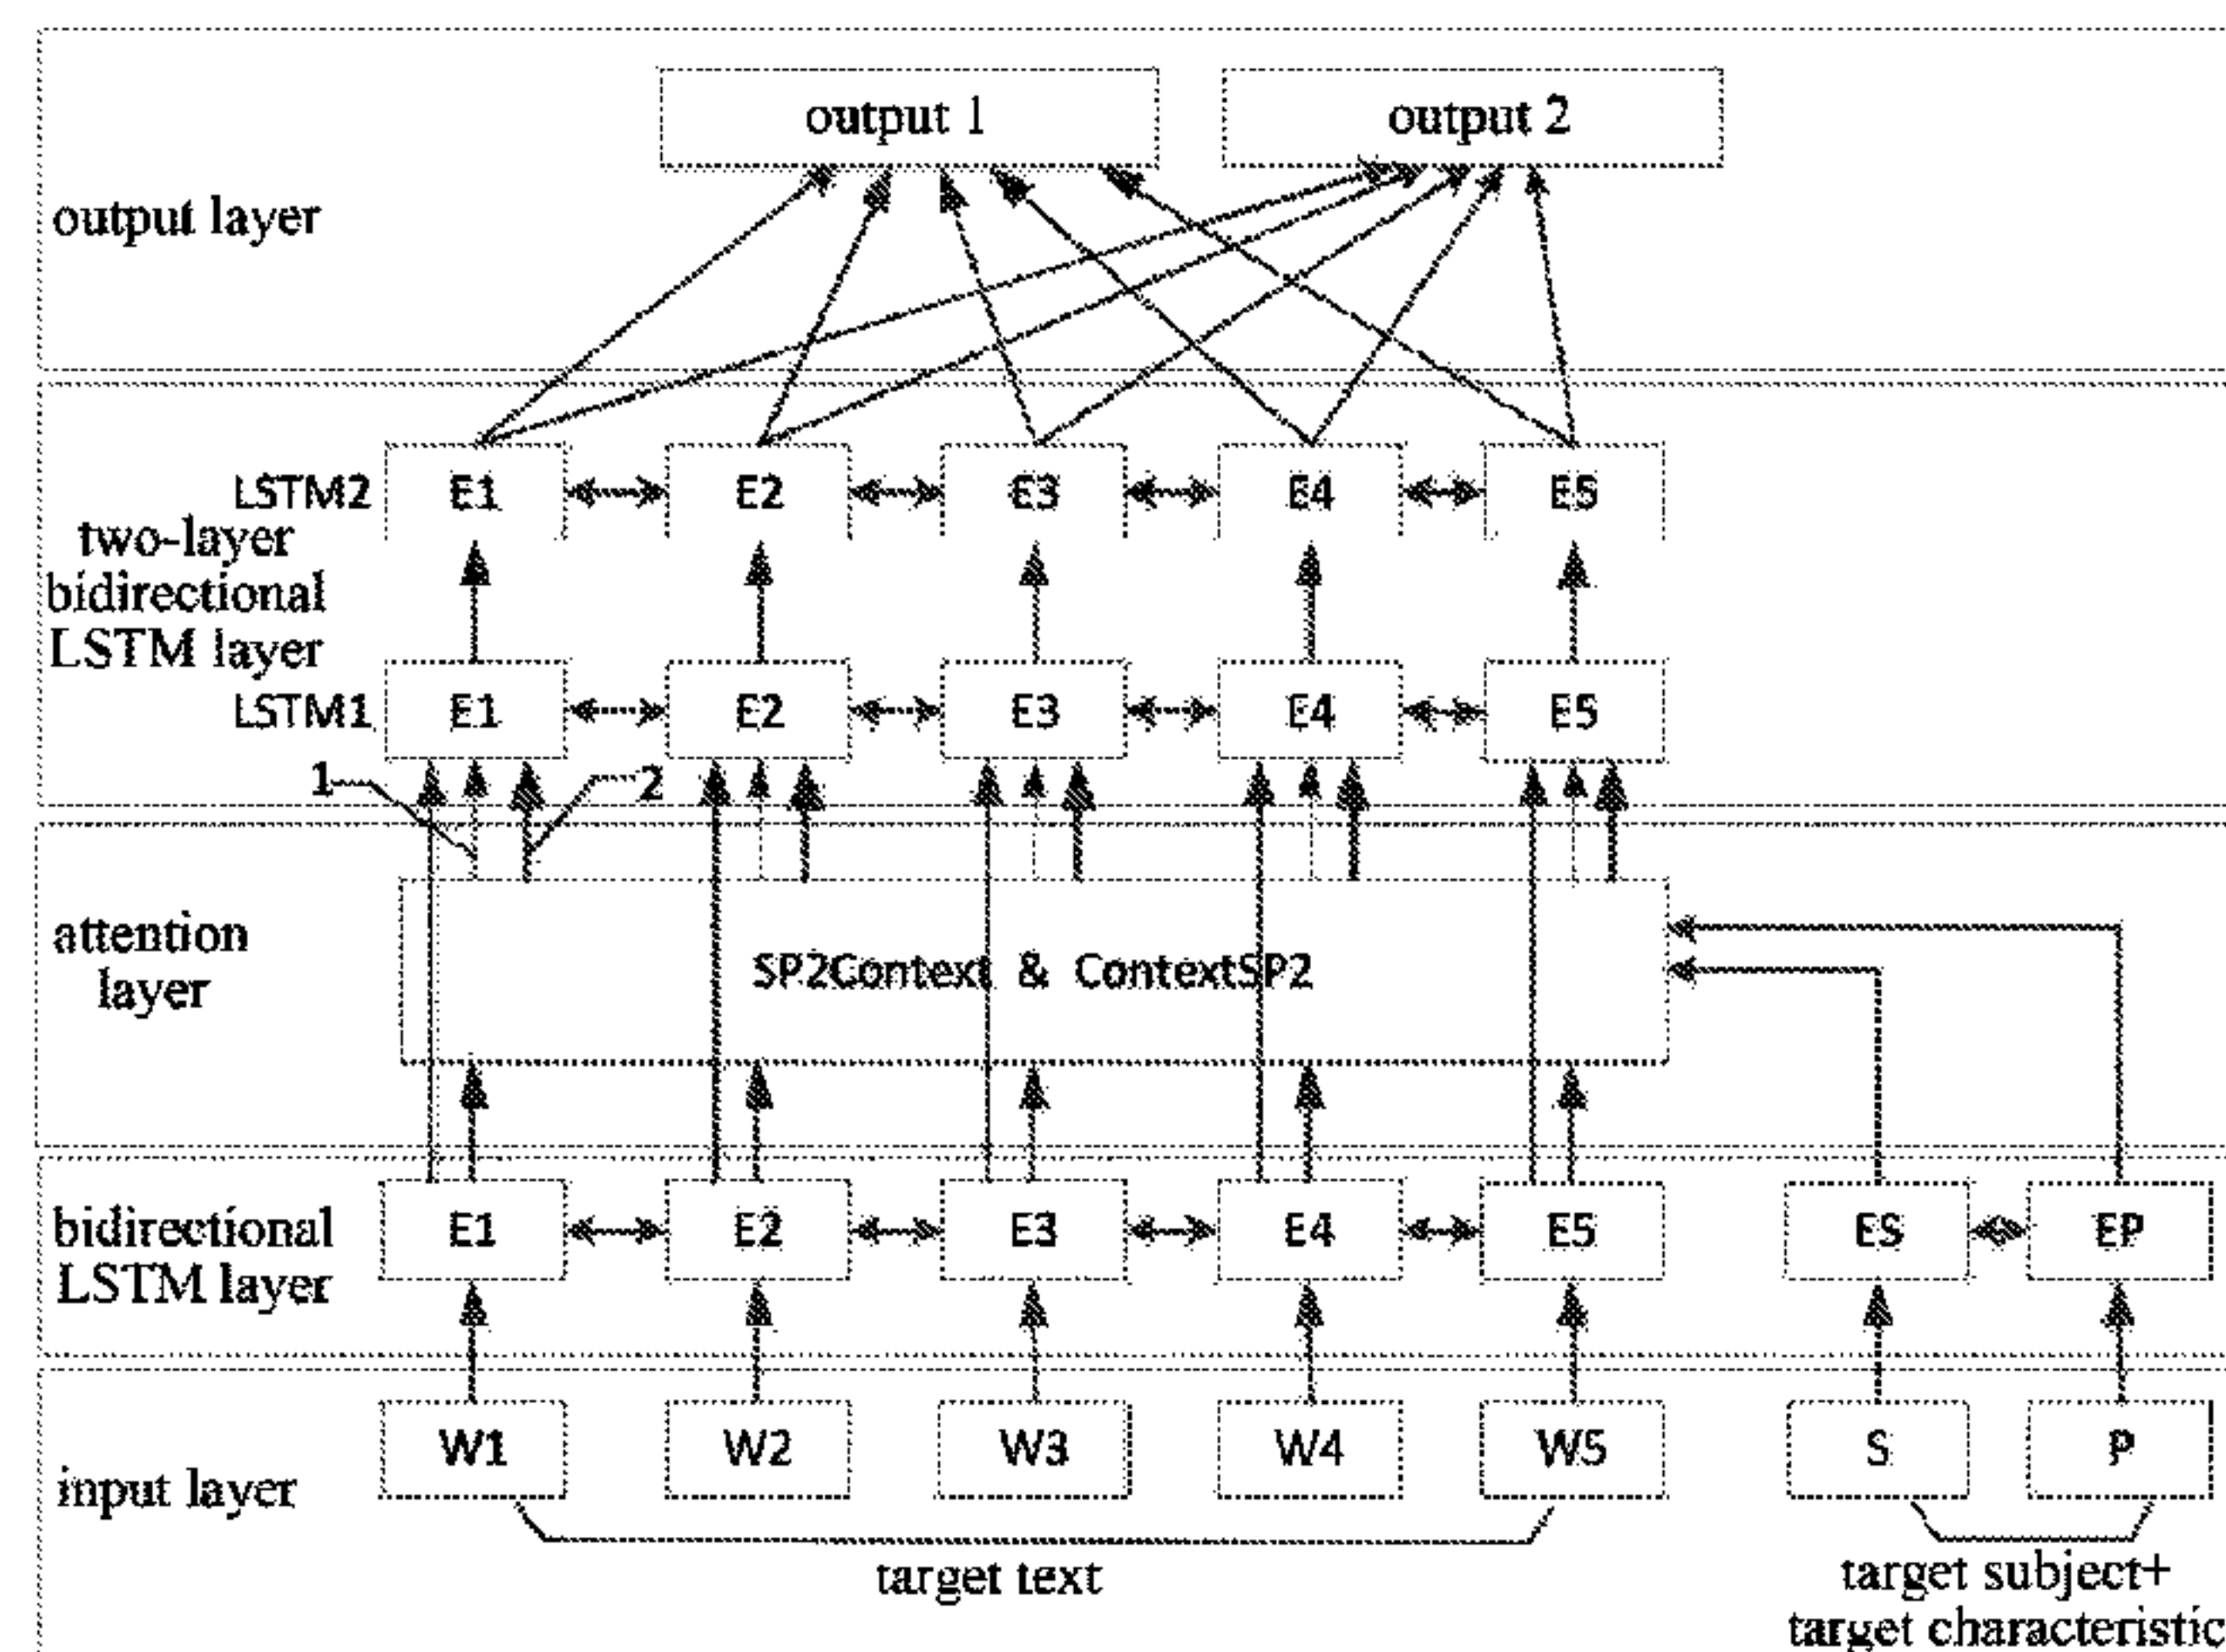 output 1 output 2
output layer
LSTM2 E1 E2 E3 E4 E5
two-layer
bidirectional
LSTM layer
LSTM1 E1 E2 E3 E4 E5
1 2
attention
layer
SP2Context & ContextSP2
bidirectional
LSTM layer
E1 E2 E3 E4 E5 ES EP
input layer
W1 W2 W3 W4 W5 S P
target text
target subject+
target characteristic